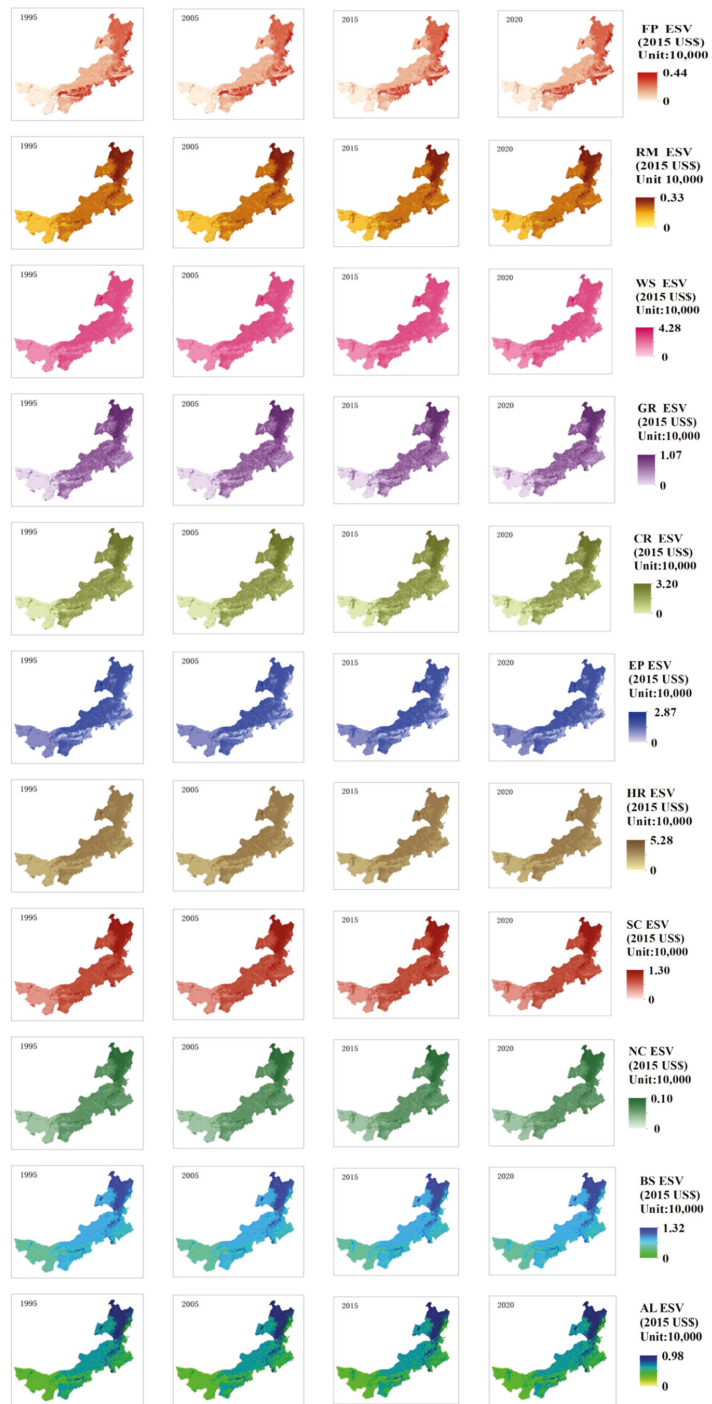 1995
2005
2015
2020
FP ESV
(2015 US$)
Unit:10,000
0.44
0
1995
2005
2015
2020
RM ESV
(2015 US$)
Unit 10,000
0.33
0
1995
2005
2015
2020
WS ESV
(2015 US$)
Unit:10,000
4.28
0
1995
2005
2015
2020
GR ESV
(2015 US$)
Unit:10,000
1.07
0
1995
2005
2015
2020
CR ESV
(2015 US$)
Unit:10,000
3.20
0
1995
2005
2015
2020
EP ESV
(2015 US$)
Unit:10,000
2.87
0
1995
2005
2015
2020
HR ESV
(2015 US$)
Unit:10,000
5.28
0
1995
2005
2015
2020
SC ESV
(2015 US$)
Unit:10,000
1.30
0
1995
2005
2015
2020
NC ESV
(2015 US$)
Unit:10,000
0.10
0
1995
2005
2015
2020
BS ESV
(2015 US$)
Unit:10,000
1.32
0
1995
2005
2015
2020
AL ESV
(2015 US$)
Unit:10,000
0.98
0